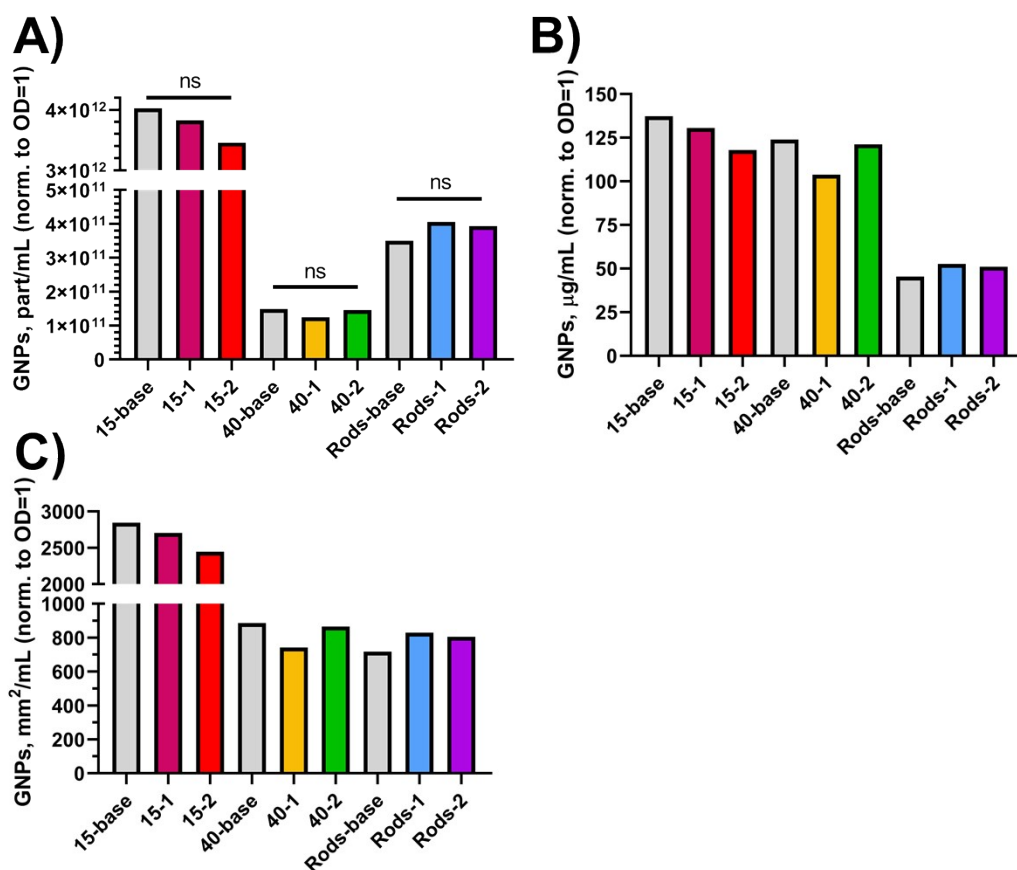 A)
GNPs, part/mL (norm. to OD=1)
4×10¹²
3×10¹²
5×10¹¹
4×10¹¹
3×10¹¹
2×10¹¹
1×10¹¹
0
ns
ns
ns
15-base
15-1
15-2
40-base
40-1
40-2
Rods-base
Rods-1
Rods-2
B)
GNPs, μg/mL (norm. to OD=1)
150
125
100
75
50
25
0
15-base
15-1
15-2
40-base
40-1
40-2
Rods-base
Rods-1
Rods-2
C)
GNPs, mm²/mL (norm. to OD=1)
3000
2500
2000
1000
800
600
400
200
0
15-base
15-1
15-2
40-base
40-1
40-2
Rods-base
Rods-1
Rods-2